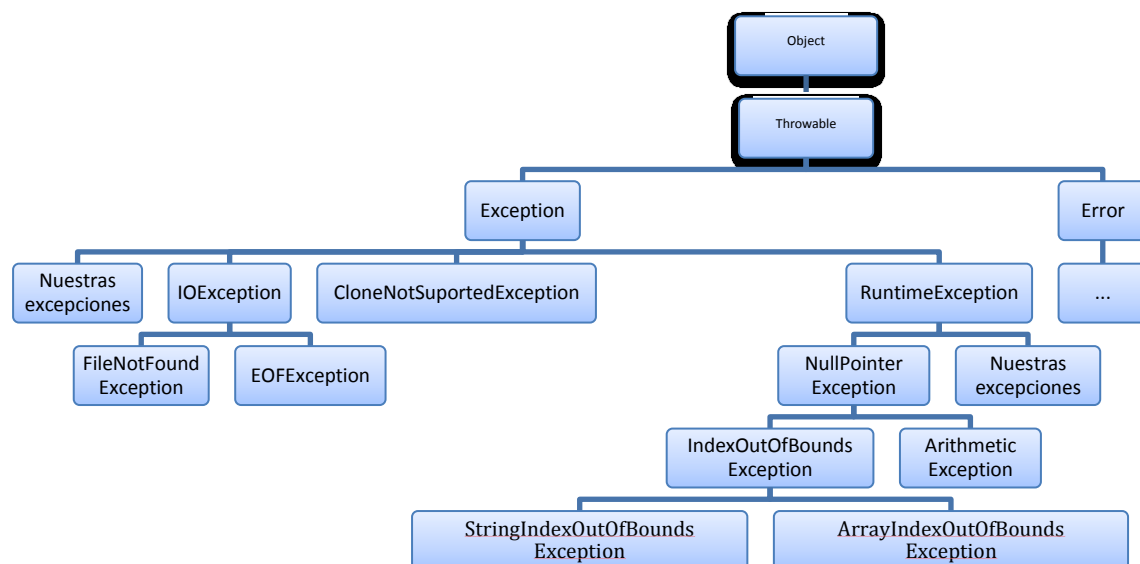 Object
Throwable
Exception
Error
Nuestras
excepciones
IOException
CloneNotSuportedException
RuntimeException
...
FileNotFound
Exception
EOFException
NullPointer
Exception
Nuestras
excepciones
IndexOutOfBounds
Exception
Arithmetic
Exception
StringIndexOutOfBounds
Exception
ArrayIndexOutOfBounds
Exception